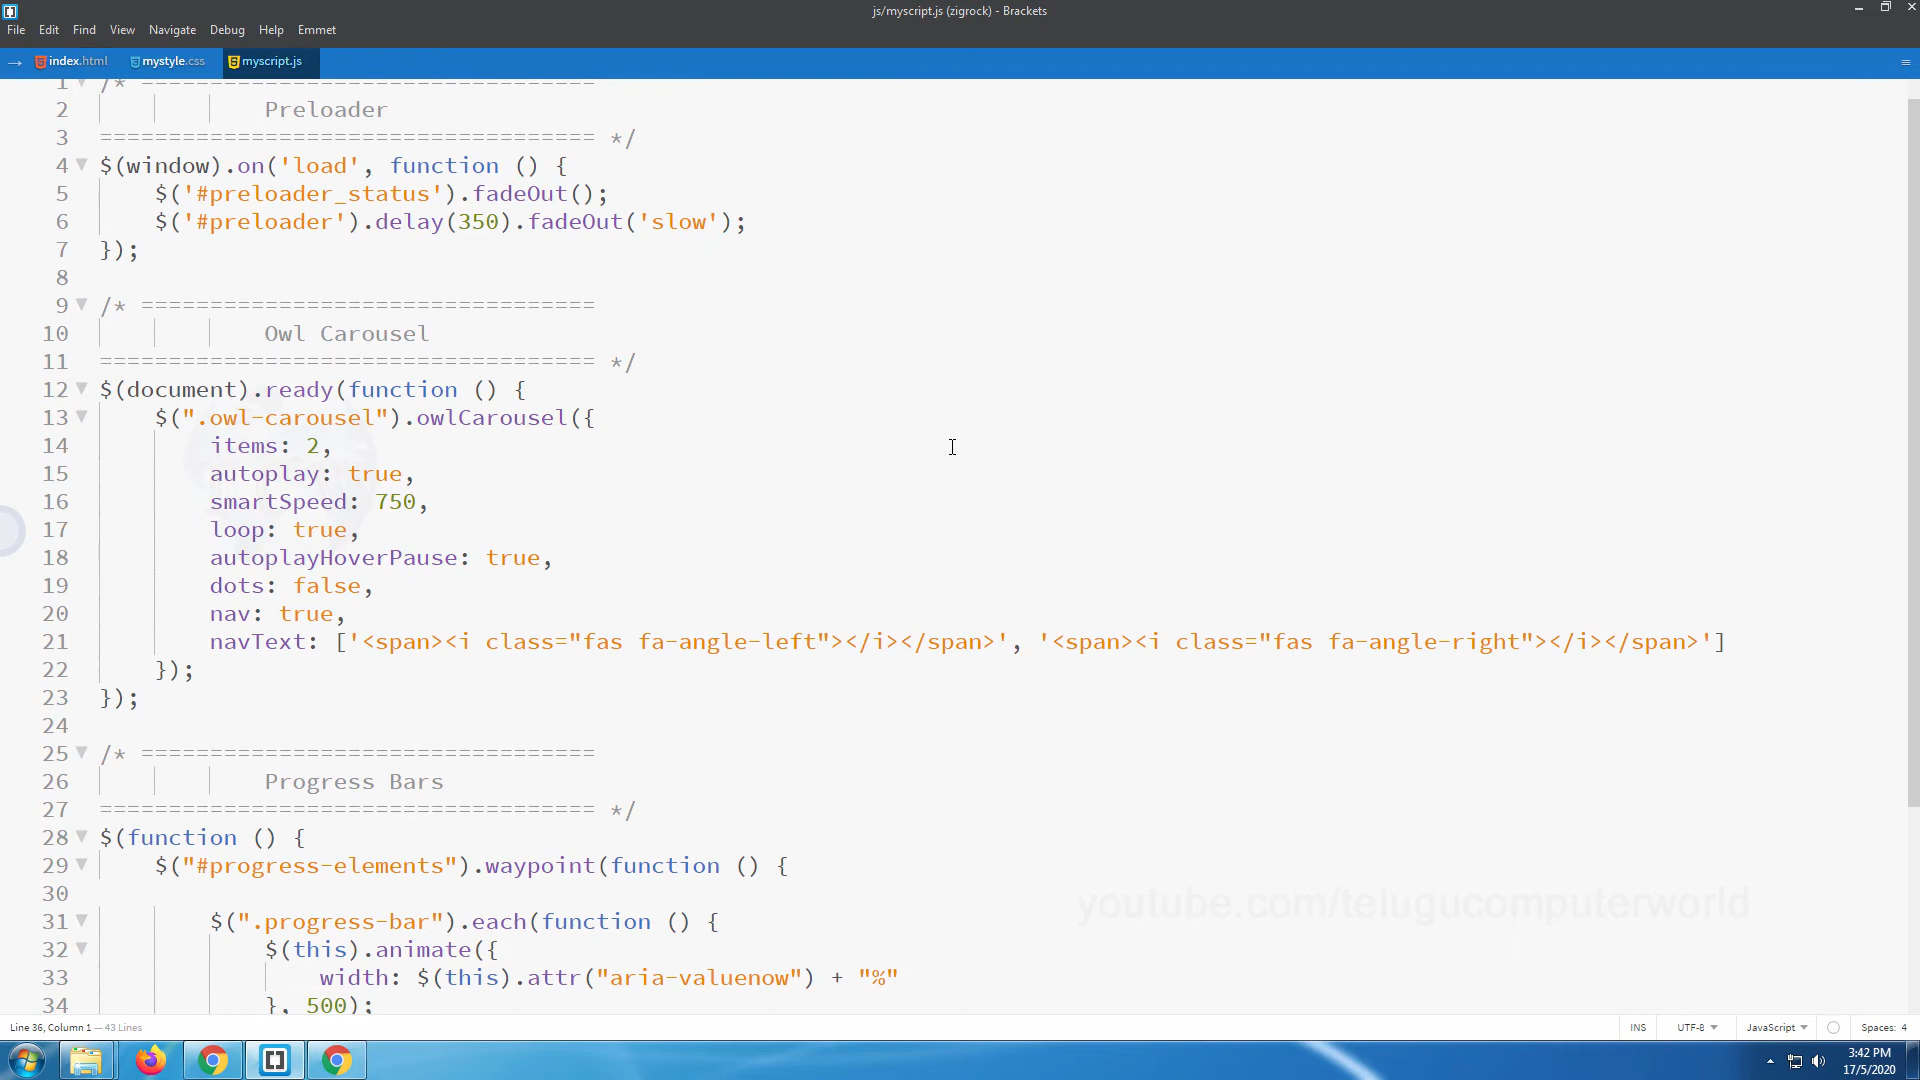 js/myscript.js (zigrock) - Brackets
File Edit View Navigate Debug Help Emmet
index.html mystyle.css myscript.js
1 /* =================================
2 Preloader
3 ==================================== */
4 $(window).on('load', function () {
5 $('#preloader_status').fadeOut();
6 $('#preloader').delay(350).fadeOut('slow');
7 });
8
9 /* =================================
10 Owl Carousel
11 ==================================== */
12 $(document).ready(function () {
13 $(".owl-carousel").owlCarousel({
14 items: 2,
15 autoplay: true,
16 smartSpeed: 750,
17 loop: true,
18 autoplayHoverPause: true,
19 dots: false,
20 nav: true,
21 navText: ['<span><i class="fas fa-angle-left"></i></span>', '<span><i class="fas fa-angle-right"></i></span>']
22 });
23 });
24
25 /* =================================
26 Progress Bars
27 ==================================== */
28 $(function () {
29 $("#progress-elements").waypoint(function () {
30
31 $(".progress-bar").each(function () {
32 $(this).animate({
33 width: $(this).attr("aria-valuenow") + "%"
34 }, 500);
youtube.com/telugucomputerworld
Line 36, Column 1 — 43 Lines INS UTF-8 JavaScript Spaces: 4
3:42 PM
17/5/2020